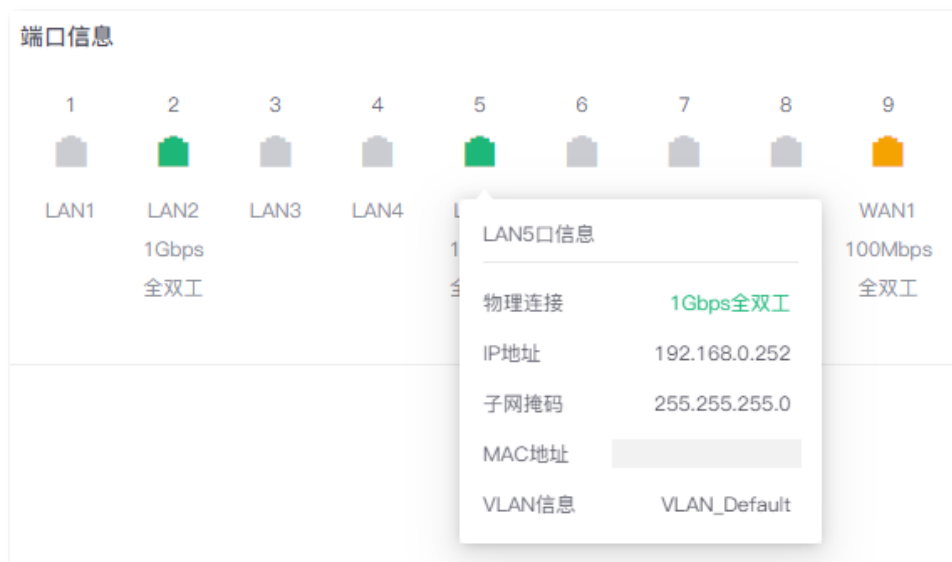 端口信息
1 2 3 4 5 6 7 8 9
LAN1 LAN2 LAN3 LAN4 WAN1
1Gbps 100Mbps
全双工 全双工
LAN5口信息
物理连接 1Gbps全双工
IP地址 192.168.0.252
子网掩码 255.255.255.0
MAC地址
VLAN信息 VLAN_Default